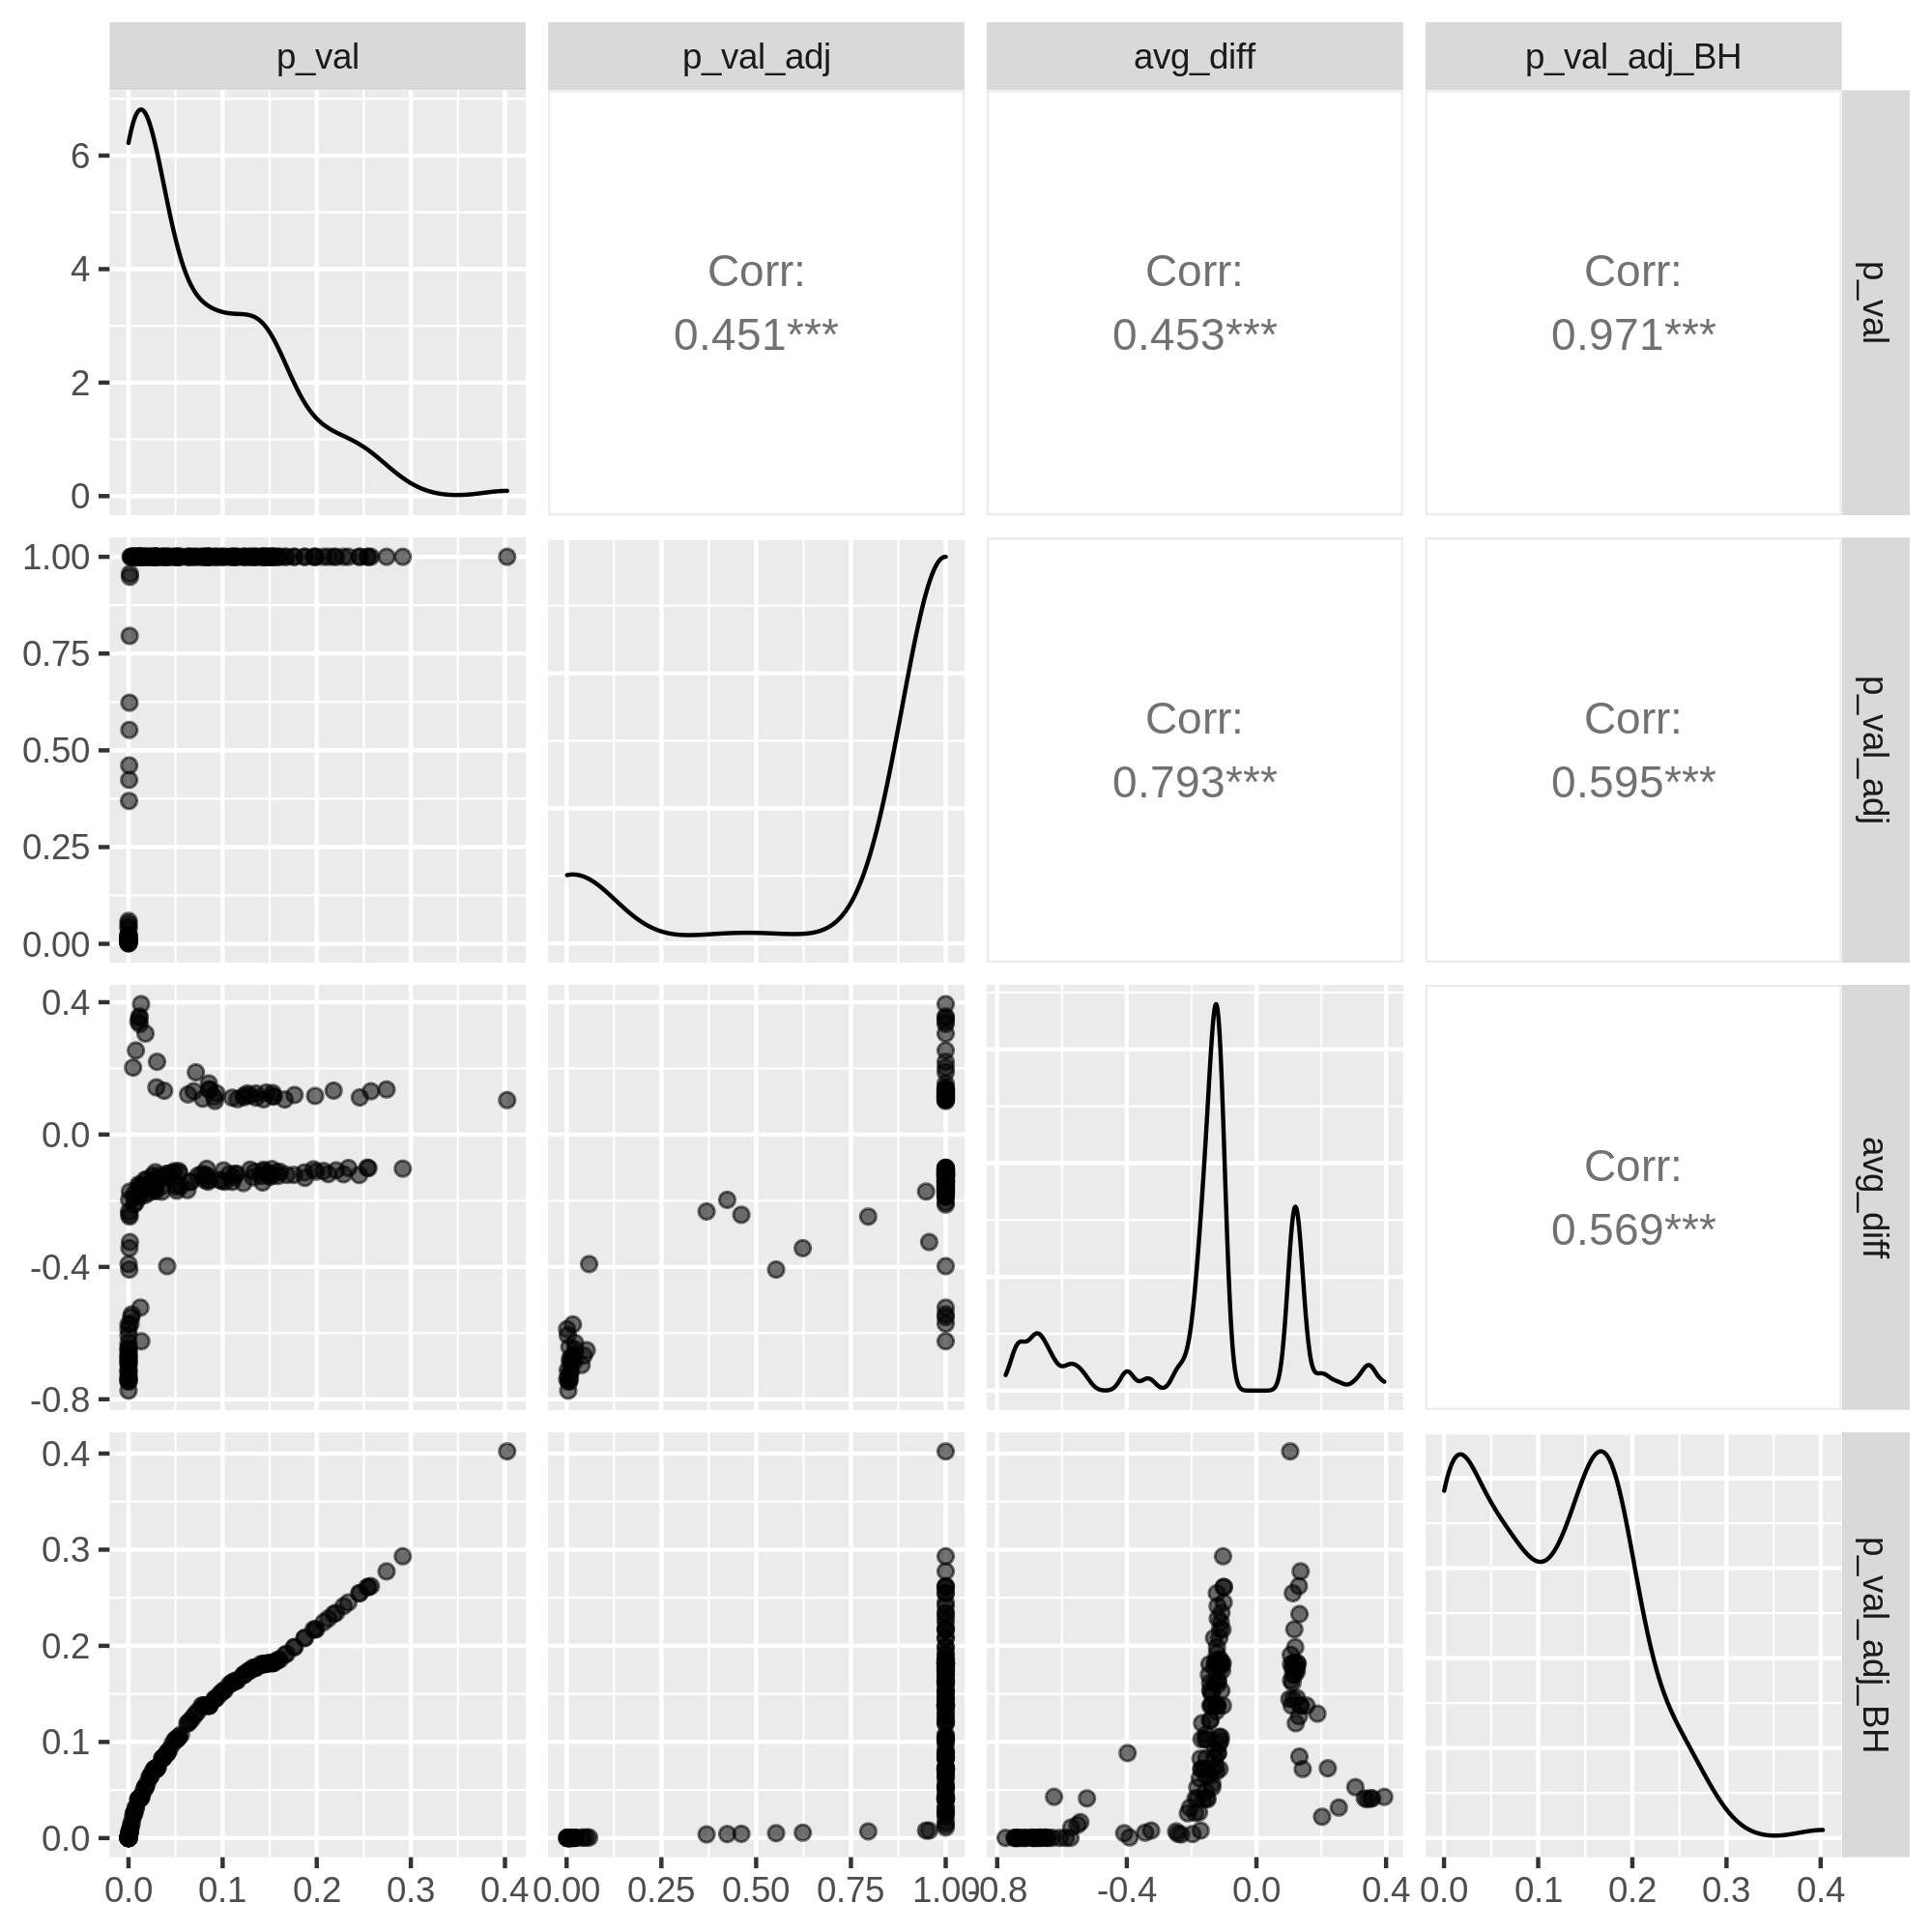 p_val p_val_adj avg_diff p_val_adj_BH
6
4
2
0
Corr:
0.451***
Corr:
0.453***
Corr:
0.971***
p_val
1.00
0.75
0.50
0.25
0.00
Corr:
0.793***
Corr:
0.595***
p_val_adj
0.4
0.0
-0.4
-0.8
Corr:
0.569***
avg_diff
0.4
0.3
0.2
0.1
0.0
p_val_adj_BH
0.0 0.1 0.2 0.3 0.4
0.00 0.25 0.50 0.75 1.00
-0.8 -0.4 0.0 0.4
0.0 0.1 0.2 0.3 0.4